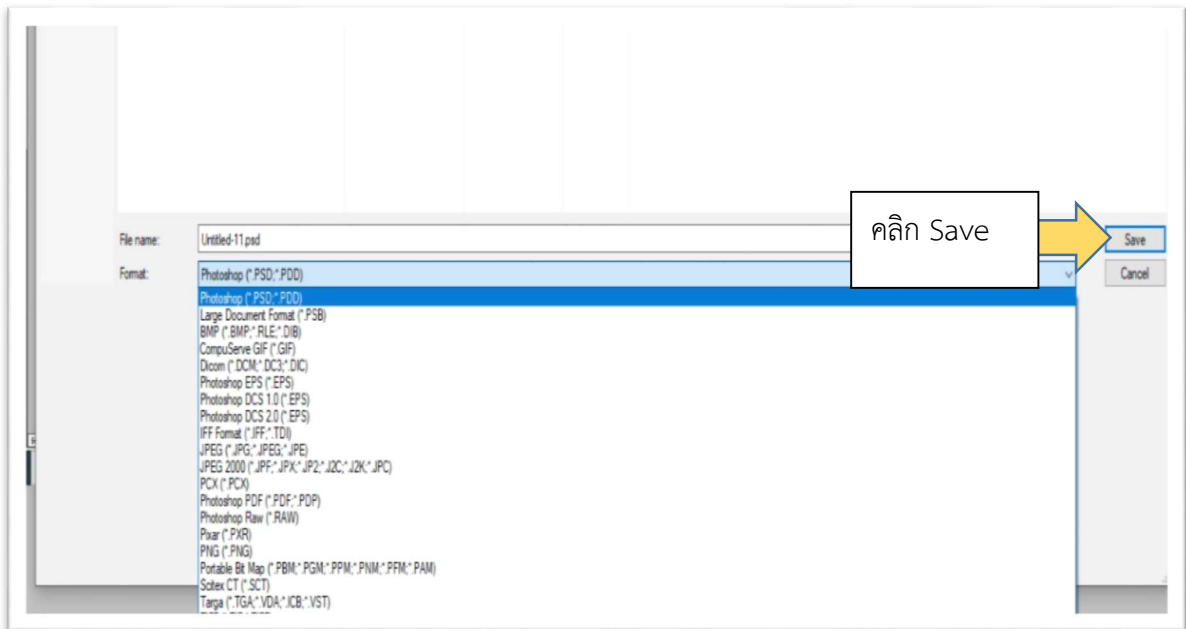 คลิก Save
File name:
Untitled-11.psd
Save
Format:
Photoshop (*.PSD;*.PDD)
Cancel
Photoshop (*.PSD;*.PDD)
Large Document Format (*.PSB)
BMP (*.BMP;*.RLE;*.DIB)
CompuServe GIF (*.GIF)
Dicom (*.DCM;*.DC3;*.DIC)
Photoshop EPS (*.EPS)
Photoshop DCS 1.0 (*.EPS)
Photoshop DCS 2.0 (*.EPS)
IFF Format (*.IFF;*.TDI)
JPEG (*.JPG;*.JPEG;*.JPE)
JPEG 2000 (*.JPF;*.JPX;*.JP2;*.J2C;*.J2K;*.JPC)
PCX (*.PCX)
Photoshop PDF (*.PDF;*.PDP)
Photoshop Raw (*.RAW)
Pixar (*.PXR)
PNG (*.PNG)
Portable Bit Map (*.PBM;*.PGM;*.PPM;*.PNM;*.PFM;*.PAM)
Scitex CT (*.SCT)
Targa (*.TGA;*.VDA;*.ICB;*.VST)